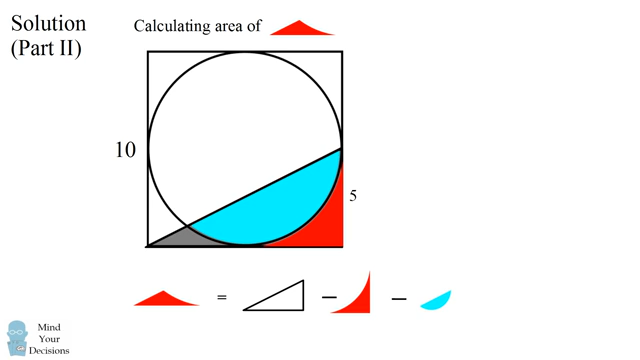 Solution
(Part II)
Calculating area of
10
5
= − −
Mind
Your
Decisions